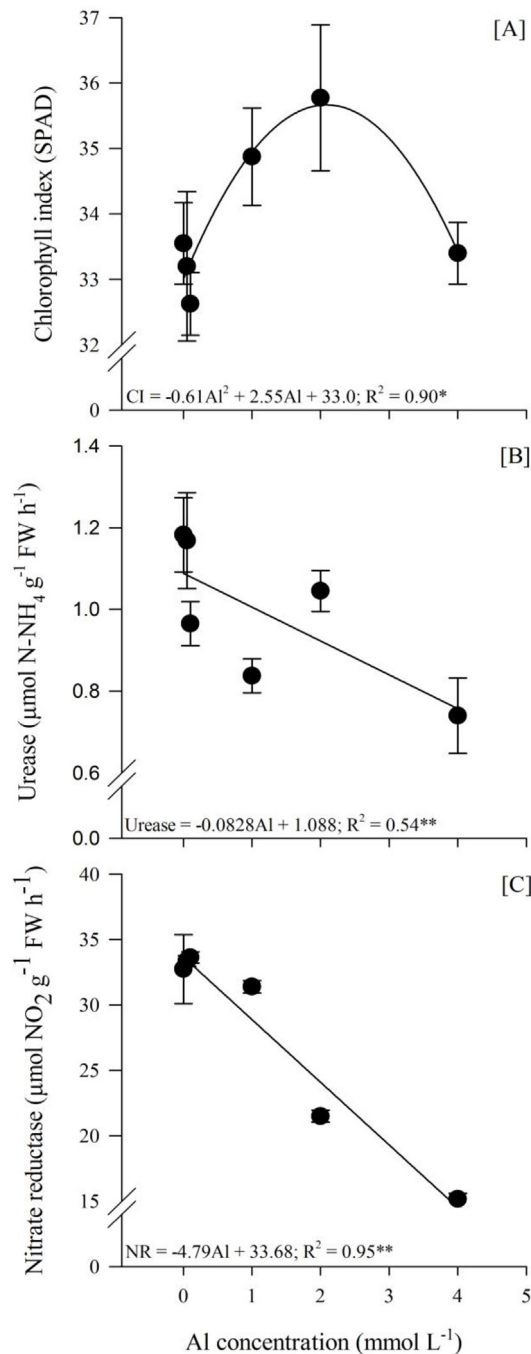 [A]
Chlorophyll index (SPAD)
37
36
35
34
33
32
0
CI = -0.61Al² + 2.55Al + 33.0; R² = 0.90*
[B]
Urease (µmol N-NH₄ g⁻¹ FW h⁻¹)
1.4
1.2
1.0
0.8
0.6
0.0
Urease = -0.0828Al + 1.088; R² = 0.54**
[C]
Nitrate reductase (µmol NO₂ g⁻¹ FW h⁻¹)
40
35
30
25
20
15
0
NR = -4.79Al + 33.68; R² = 0.95**
0 1 2 3 4 5
Al concentration (mmol L⁻¹)